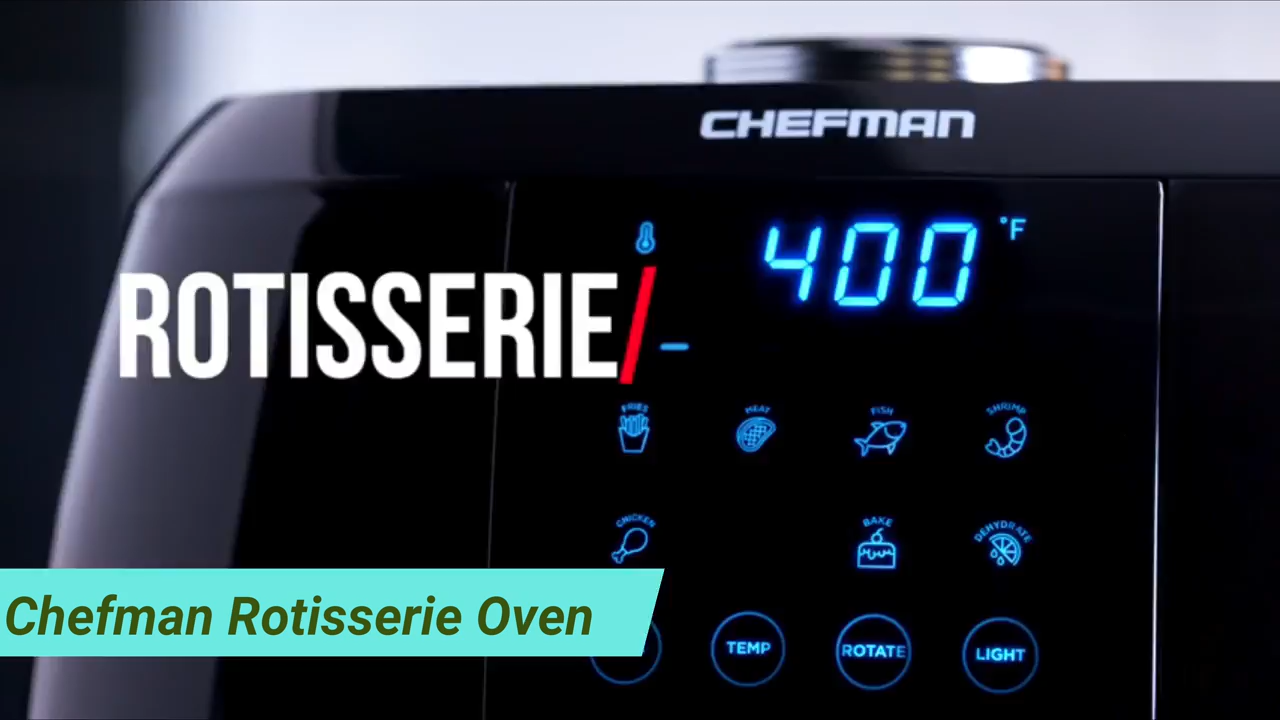 CHEFMAN
400 °F
ROTISSERIE/
FRIES MEAT FISH SHRIMP
CHICKEN BAKE DEHYDRATE
Chefman Rotisserie Oven
TEMP ROTATE LIGHT